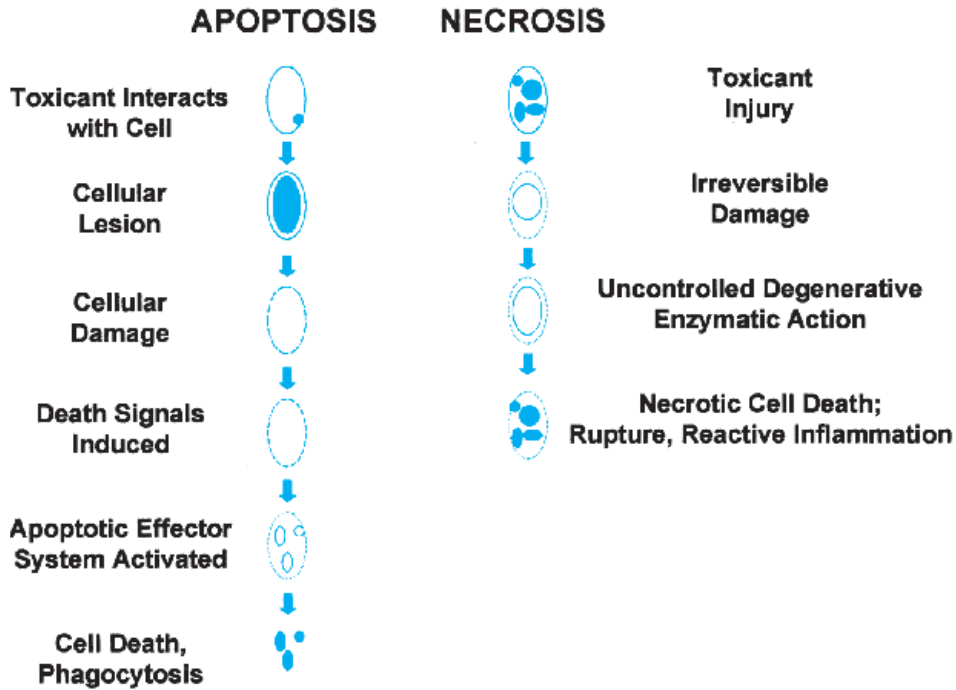 APOPTOSIS
Toxicant Interacts
with Cell
Cellular
Lesion
Cellular
Damage
Death Signals
Induced
Apoptotic Effector
System Activated
Cell Death,
Phagocytosis
NECROSIS
Toxicant
Injury
Irreversible
Damage
Uncontrolled Degenerative
Enzymatic Action
Necrotic Cell Death;
Rupture, Reactive Inflammation